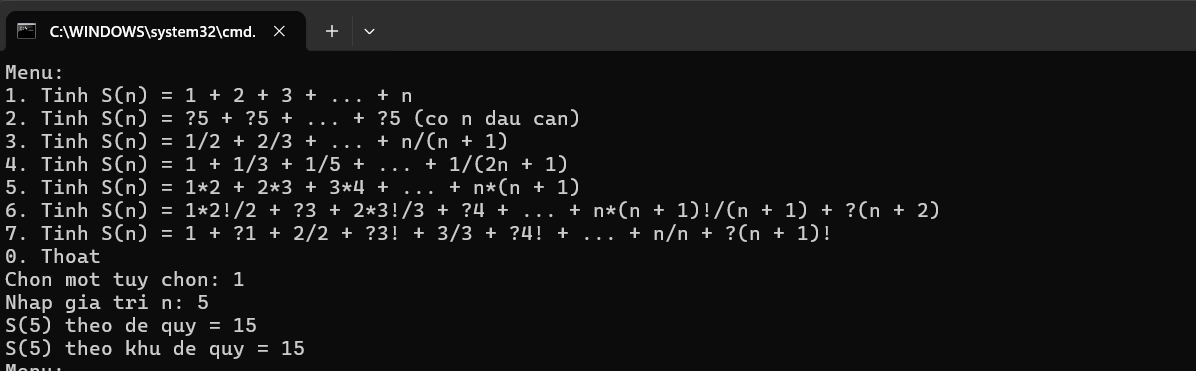 C:\WINDOWS\system32\cmd.
Menu:
1. Tinh S(n) = 1 + 2 + 3 + ... + n
2. Tinh S(n) = ?5 + ?5 + ... + ?5 (co n dau can)
3. Tinh S(n) = 1/2 + 2/3 + ... + n/(n + 1)
4. Tinh S(n) = 1 + 1/3 + 1/5 + ... + 1/(2n + 1)
5. Tinh S(n) = 1*2 + 2*3 + 3*4 + ... + n*(n + 1)
6. Tinh S(n) = 1*2!/2 + ?3 + 2*3!/3 + ?4 + ... + n*(n + 1)!/(n + 1) + ?(n + 2)
7. Tinh S(n) = 1 + ?1 + 2/2 + ?3! + 3/3 + ?4! + ... + n/n + ?(n + 1)!
0. Thoat
Chon mot tuy chon: 1
Nhap gia tri n: 5
S(5) theo de quy = 15
S(5) theo khu de quy = 15
Menu: